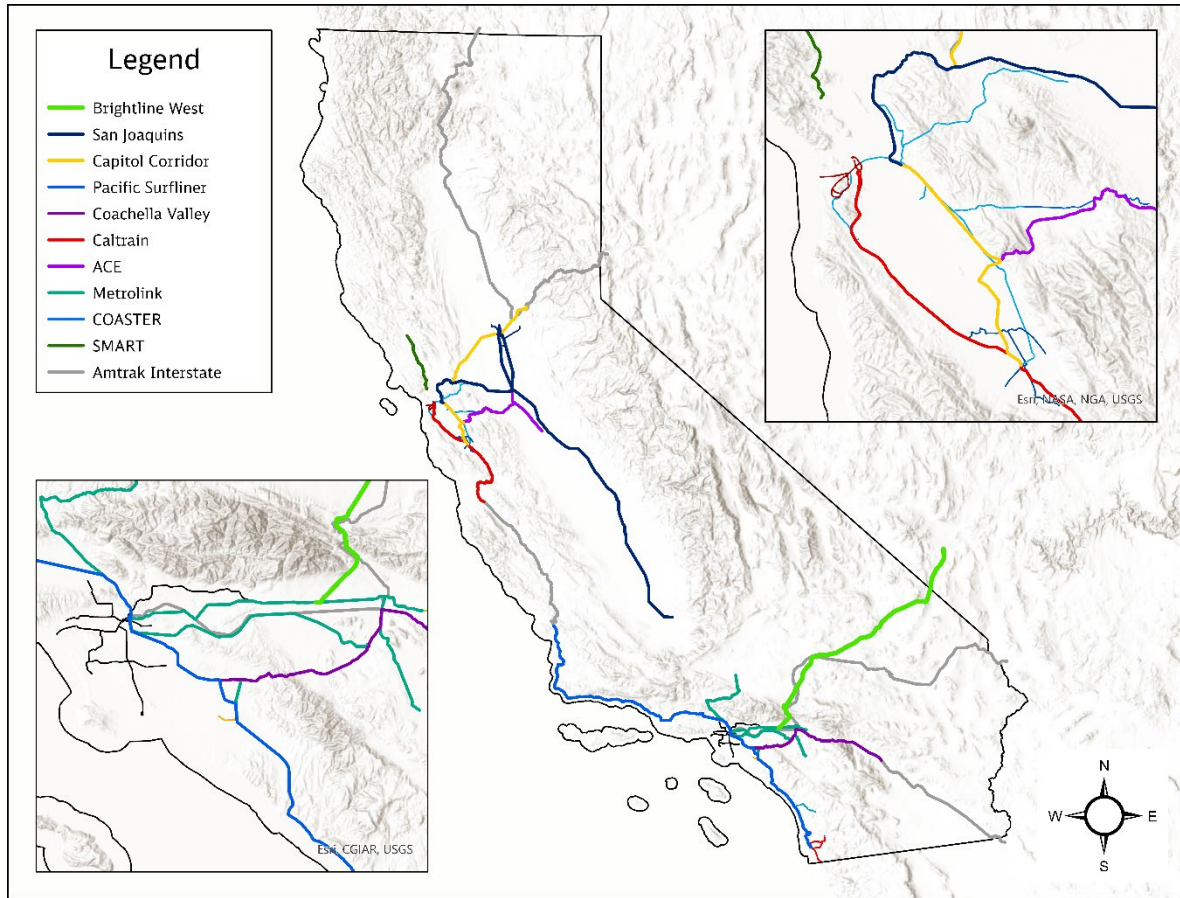 Legend
Brightline West
San Joaquins
Capitol Corridor
Pacific Surfliner
Coachella Valley
Caltrain
ACE
Metrolink
COASTER
SMART
Amtrak Interstate
Esri, NASA, NGA, USGS
Esri, CGIAR, USGS
N
W E
S